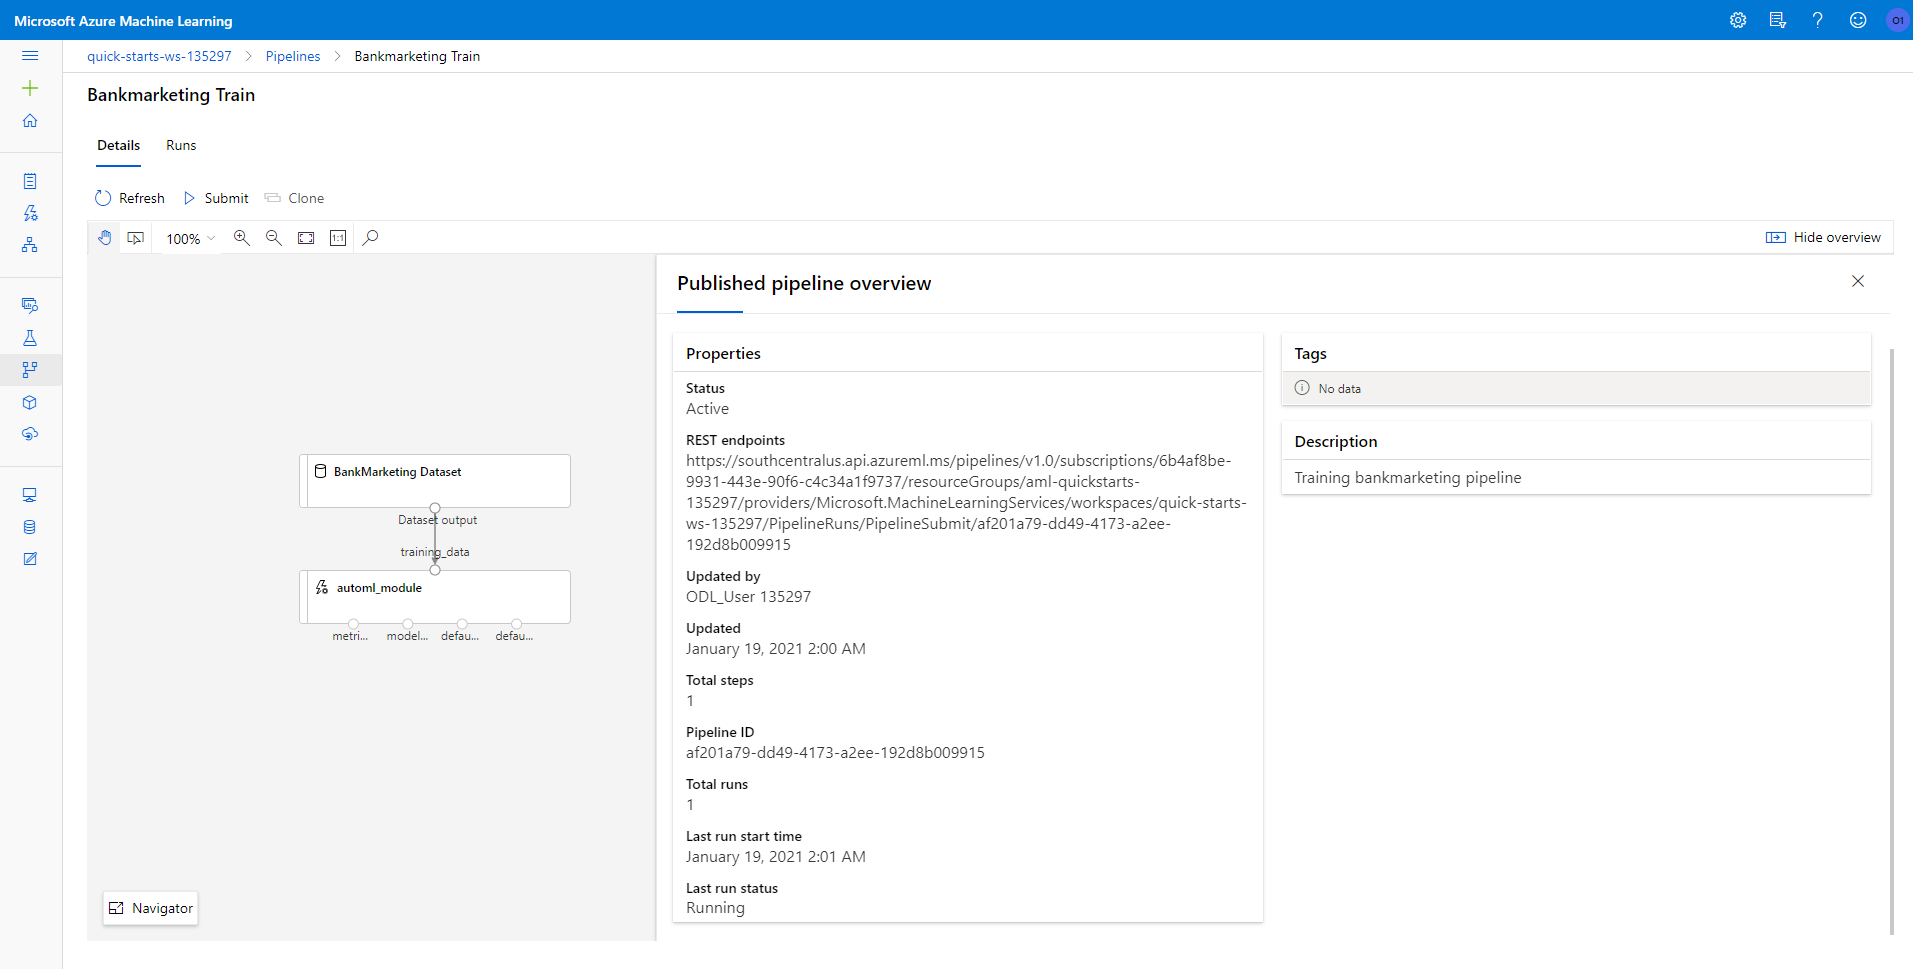 Microsoft Azure Machine Learning
O1
quick-starts-ws-135297 > Pipelines > Bankmarketing Train
Bankmarketing Train
Details Runs
Refresh Submit Clone
100% 1:1 Hide overview
BankMarketing Dataset
Dataset output
training_data
automl_module
metri... model... defau... defau...
Navigator
Published pipeline overview
Properties
Status
Active
REST endpoints
https://southcentralus.api.azureml.ms/pipelines/v1.0/subscriptions/6b4af8be-
9931-443e-90f6-c4c34a1f9737/resourceGroups/aml-quickstarts-
135297/providers/Microsoft.MachineLearningServices/workspaces/quick-starts-
ws-135297/PipelineRuns/PipelineSubmit/af201a79-dd49-4173-a2ee-
192d8b009915
Updated by
ODL_User 135297
Updated
January 19, 2021 2:00 AM
Total steps
1
Pipeline ID
af201a79-dd49-4173-a2ee-192d8b009915
Total runs
1
Last run start time
January 19, 2021 2:01 AM
Last run status
Running
Tags
No data
Description
Training bankmarketing pipeline